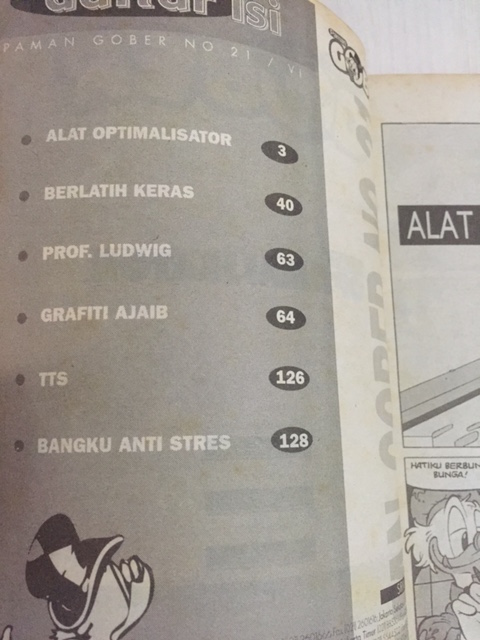 daftar isi
PAMAN GOBER NO 21 / VI
ALAT OPTIMALISATOR 3
BERLATIH KERAS 40
PROF. LUDWIG 63
GRAFITI AJAIB 64
TTS 126
BANGKU ANTI STRES 128
ALAT
HATIKU BERBUN
BUNGA!